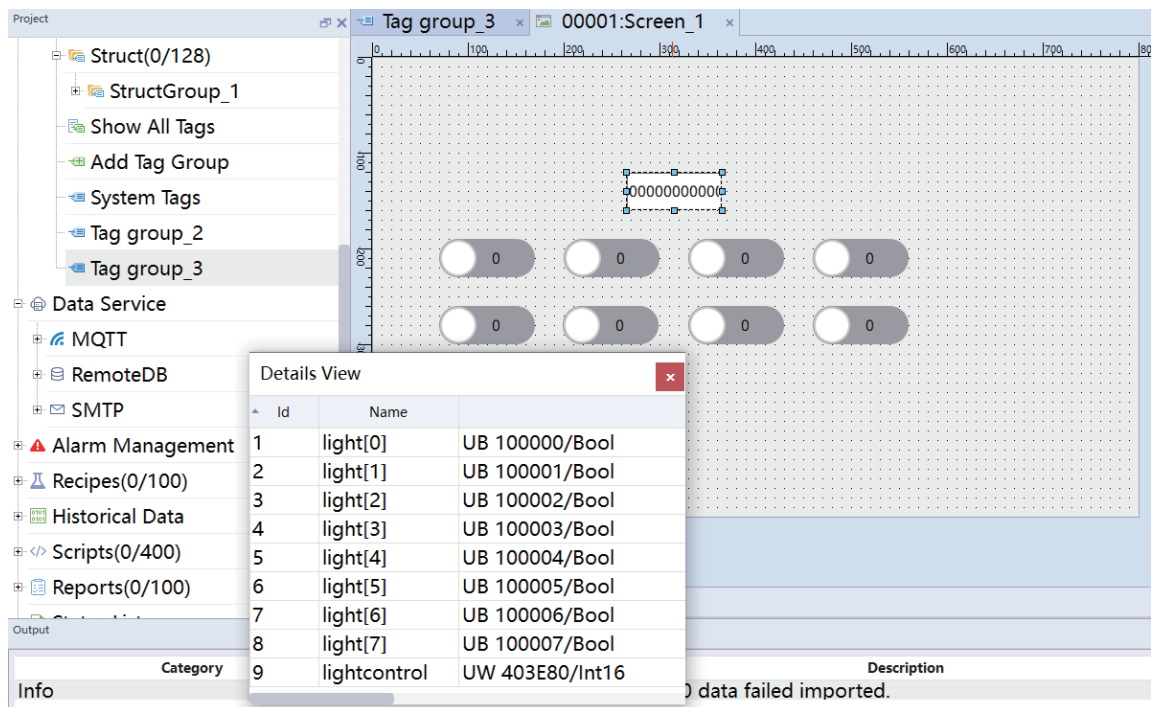 Project
Struct(0/128)
StructGroup_1
Show All Tags
Add Tag Group
System Tags
Tag group_2
Tag group_3
Data Service
MQTT
RemoteDB
SMTP
Alarm Management
Recipes(0/100)
Historical Data
Scripts(0/400)
Reports(0/100)
Tag group_3 × 00001:Screen_1 ×
0 100 200 300 400 500 600 700 80
0
100
200
00000000000
0 0 0 0
0 0 0 0
Details View
Id Name
1 light[0] UB 100000/Bool
2 light[1] UB 100001/Bool
3 light[2] UB 100002/Bool
4 light[3] UB 100003/Bool
5 light[4] UB 100004/Bool
6 light[5] UB 100005/Bool
7 light[6] UB 100006/Bool
8 light[7] UB 100007/Bool
9 lightcontrol UW 403E80/Int16
Output
Category Description
Info 0 data failed imported.